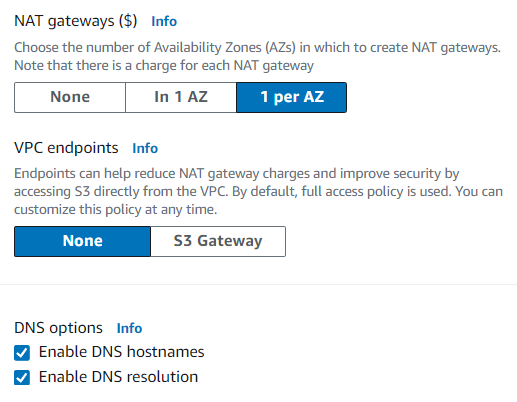 NAT gateways ($) Info
Choose the number of Availability Zones (AZs) in which to create NAT gateways.
Note that there is a charge for each NAT gateway
None In 1 AZ 1 per AZ
VPC endpoints Info
Endpoints can help reduce NAT gateway charges and improve security by
accessing S3 directly from the VPC. By default, full access policy is used. You can
customize this policy at any time.
None S3 Gateway
DNS options Info
Enable DNS hostnames
Enable DNS resolution